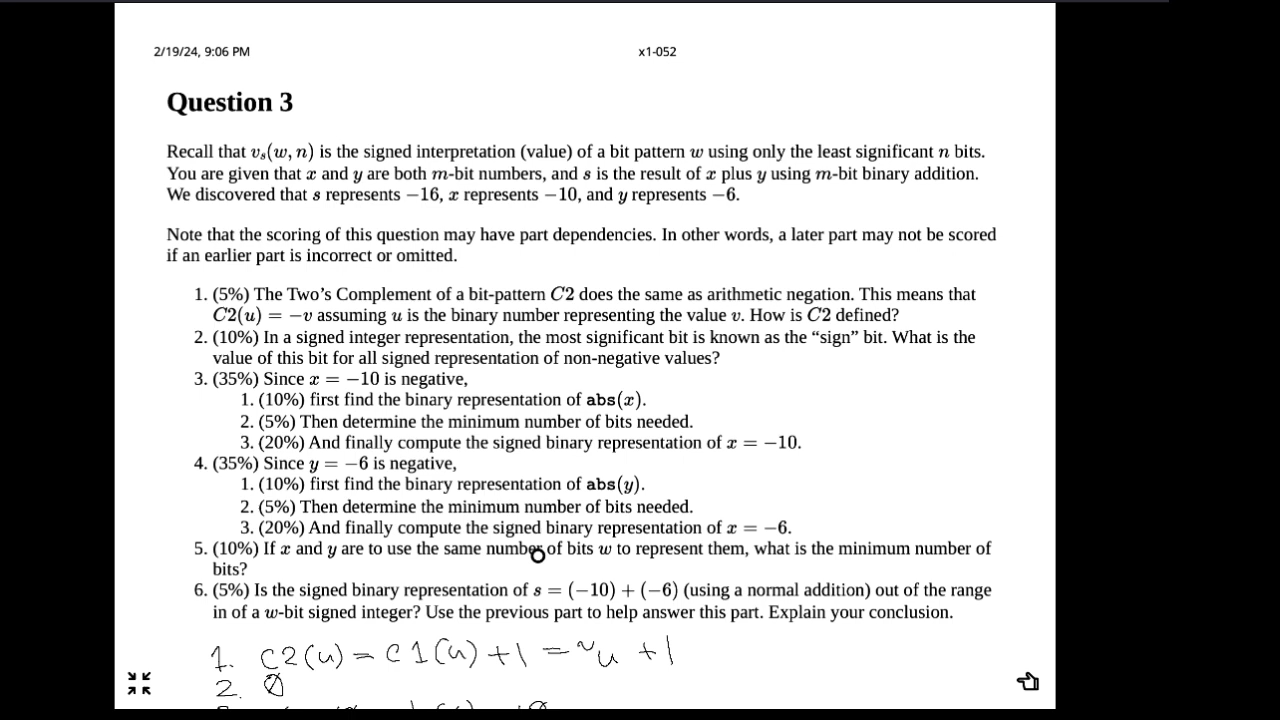 2/19/24, 9:06 PM x1-052
Question 3
Recall that vₛ(w, n) is the signed interpretation (value) of a bit pattern w using only the least significant n bits.
You are given that x and y are both m-bit numbers, and s is the result of x plus y using m-bit binary addition.
We discovered that s represents −16, x represents −10, and y represents −6.
Note that the scoring of this question may have part dependencies. In other words, a later part may not be scored
if an earlier part is incorrect or omitted.
1. (5%) The Two’s Complement of a bit-pattern C2 does the same as arithmetic negation. This means that
C2(u) = −v assuming u is the binary number representing the value v. How is C2 defined?
2. (10%) In a signed integer representation, the most significant bit is known as the “sign” bit. What is the
value of this bit for all signed representation of non-negative values?
3. (35%) Since x = −10 is negative,
1. (10%) first find the binary representation of abs(x).
2. (5%) Then determine the minimum number of bits needed.
3. (20%) And finally compute the signed binary representation of x = −10.
4. (35%) Since y = −6 is negative,
1. (10%) first find the binary representation of abs(y).
2. (5%) Then determine the minimum number of bits needed.
3. (20%) And finally compute the signed binary representation of x = −6.
5. (10%) If x and y are to use the same number of bits w to represent them, what is the minimum number of
bits?
6. (5%) Is the signed binary representation of s = (−10) + (−6) (using a normal addition) out of the range
in of a w-bit signed integer? Use the previous part to help answer this part. Explain your conclusion.
1. C2(u) = C1(u) + 1 = ~u + 1
2. 0